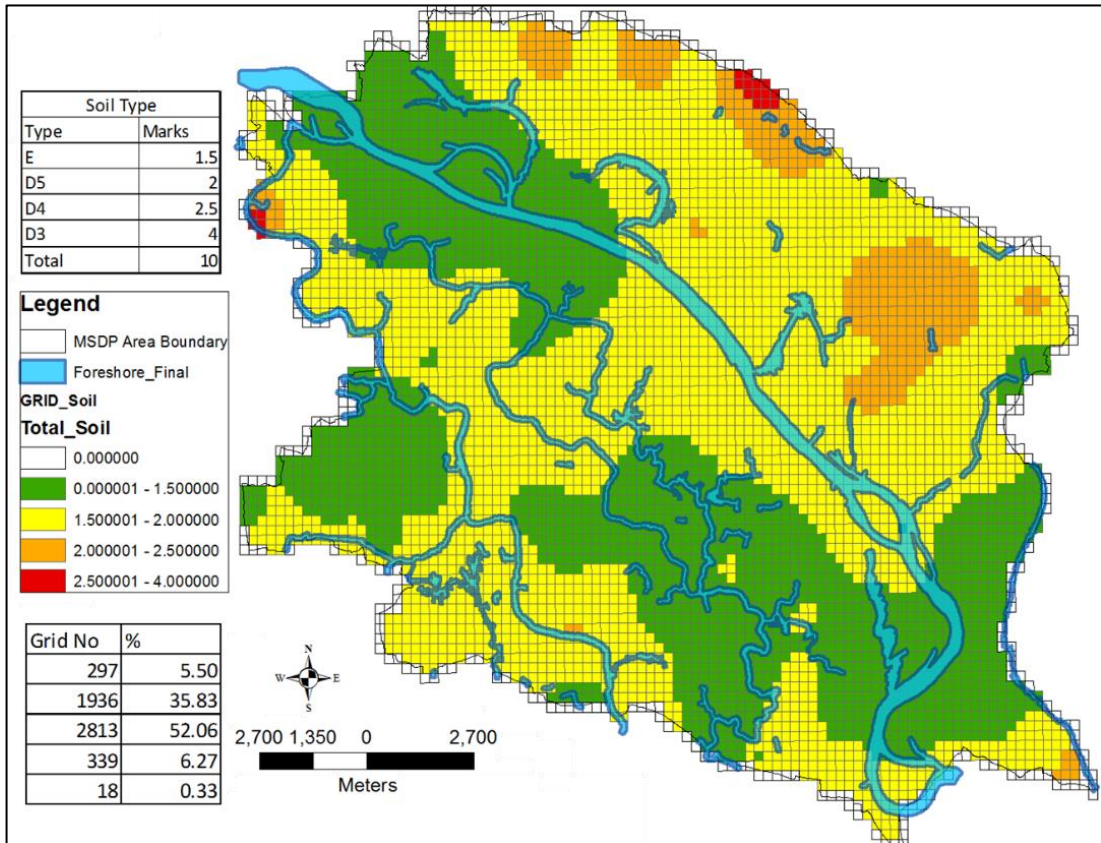 Soil Type
Type Marks
E 1.5
D5 2
D4 2.5
D3 4
Total 10
Legend
MSDP Area Boundary
Foreshore_Final
GRID_Soil
Total_Soil
0.000000
0.000001 - 1.500000
1.500001 - 2.000000
2.000001 - 2.500000
2.500001 - 4.000000
Grid No %
297 5.50
1936 35.83
2813 52.06
339 6.27
18 0.33
N
W E
S
2,700 1,350 0 2,700
Meters